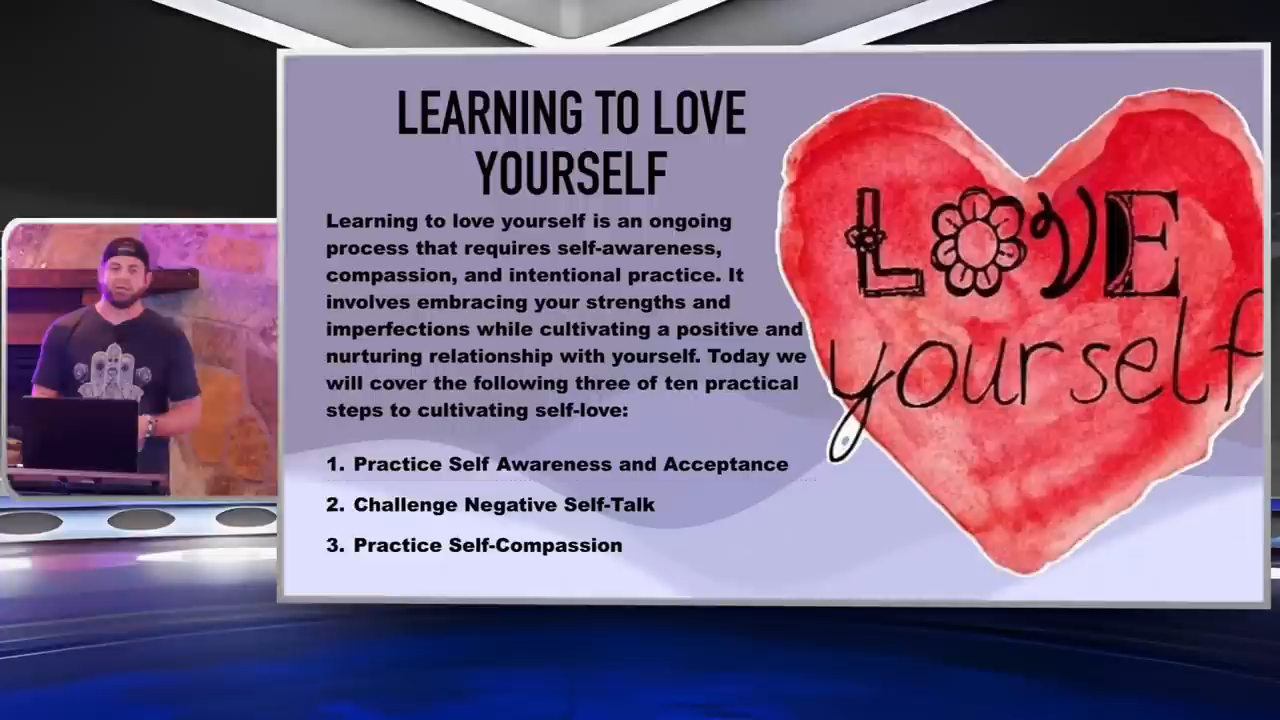 LEARNING TO LOVE
YOURSELF
Learning to love yourself is an ongoing
process that requires self-awareness,
compassion, and intentional practice. It
involves embracing your strengths and
imperfections while cultivating a positive and
nurturing relationship with yourself. Today we
will cover the following three of ten practical
steps to cultivating self-love:
1. Practice Self Awareness and Acceptance
2. Challenge Negative Self-Talk
3. Practice Self-Compassion
LOVE
yourself